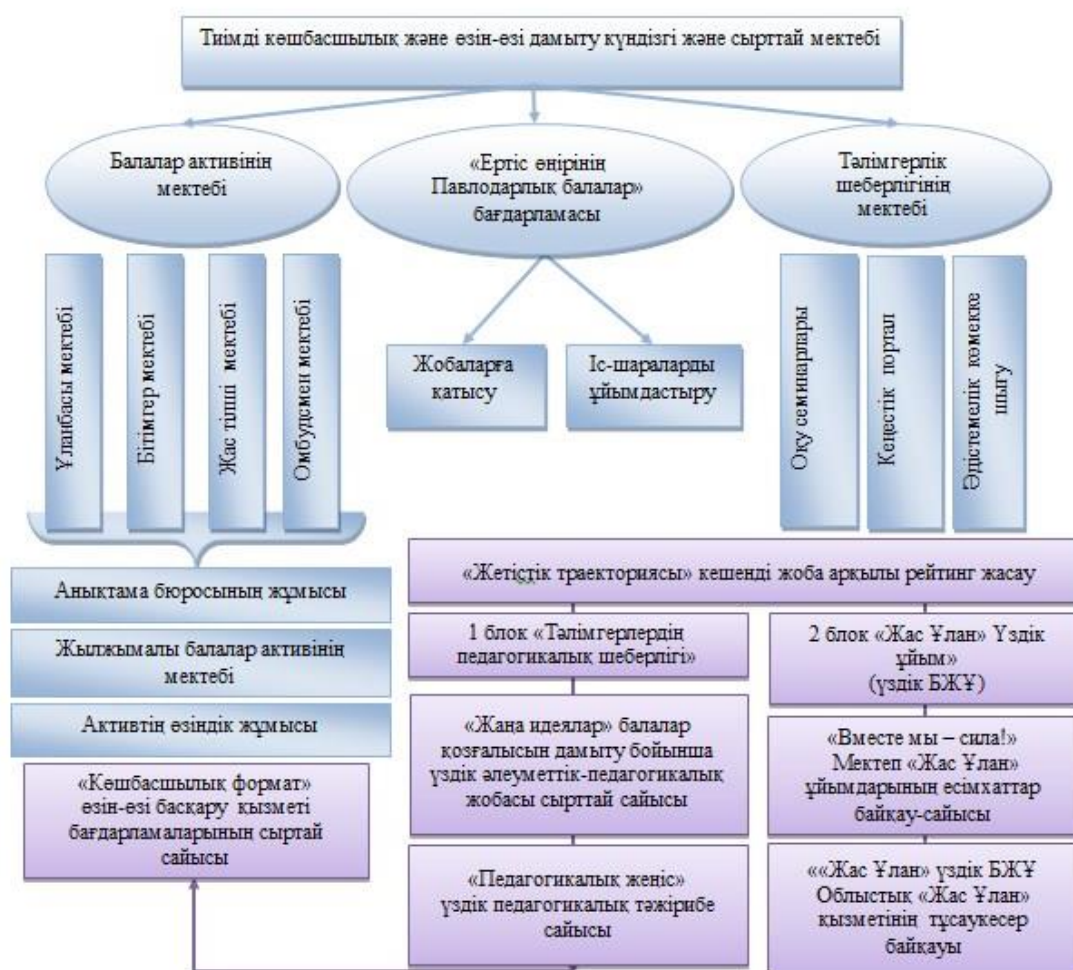 Тиімді көшбасшылық және өзін-өзі дамыту күндізгі және сырттай мектебі
Балалар активінің
мектебі
«Ертіс өңірінің
Павлодарлық балалар»
бағдарламасы
Тәлімгерлік
шеберлігінің
мектебі
Ұланбасы мектебі
Бітімгер мектебі
Жас тілші мектебі
Омбудсмен мектебі
Жобаларға
қатысу
Іс-шараларды
ұйымдастыру
Оқу семинарлары
Кеңестік портал
Әдістемелік көмекке
шығу
Анықтама бюросының жұмысы
Жылжымалы балалар активінің
мектебі
Активтің өзіндік жұмысы
«Көшбасшылық формат»
өзін-өзі басқару қызметі
бағдарламаларының сыртай
сайысы
«Жетістік траекториясы» кешенді жоба арқылы рейтинг жасау
1 блок «Тәлімгерлердің
педагогикалық шеберлігі»
«Жаңа идеялар» балалар
қозғалысын дамыту бойынша
үздік әлеуметтік-педагогикалық
жобасы сырттай сайысы
«Педагогикалық жеңіс»
үздік педагогикалық тәжірибе
сайысы
2 блок «Жас Ұлан» Үздік
ұйым»
(үздік БЖҰ)
«Вместе мы – сила!»
Мектеп «Жас Ұлан»
ұйымдарының есімхаттар
байқау-сайысы
««Жас Ұлан» үздік БЖҰ
Облыстық «Жас Ұлан»
қызметінің тұсаукесер
байқауы